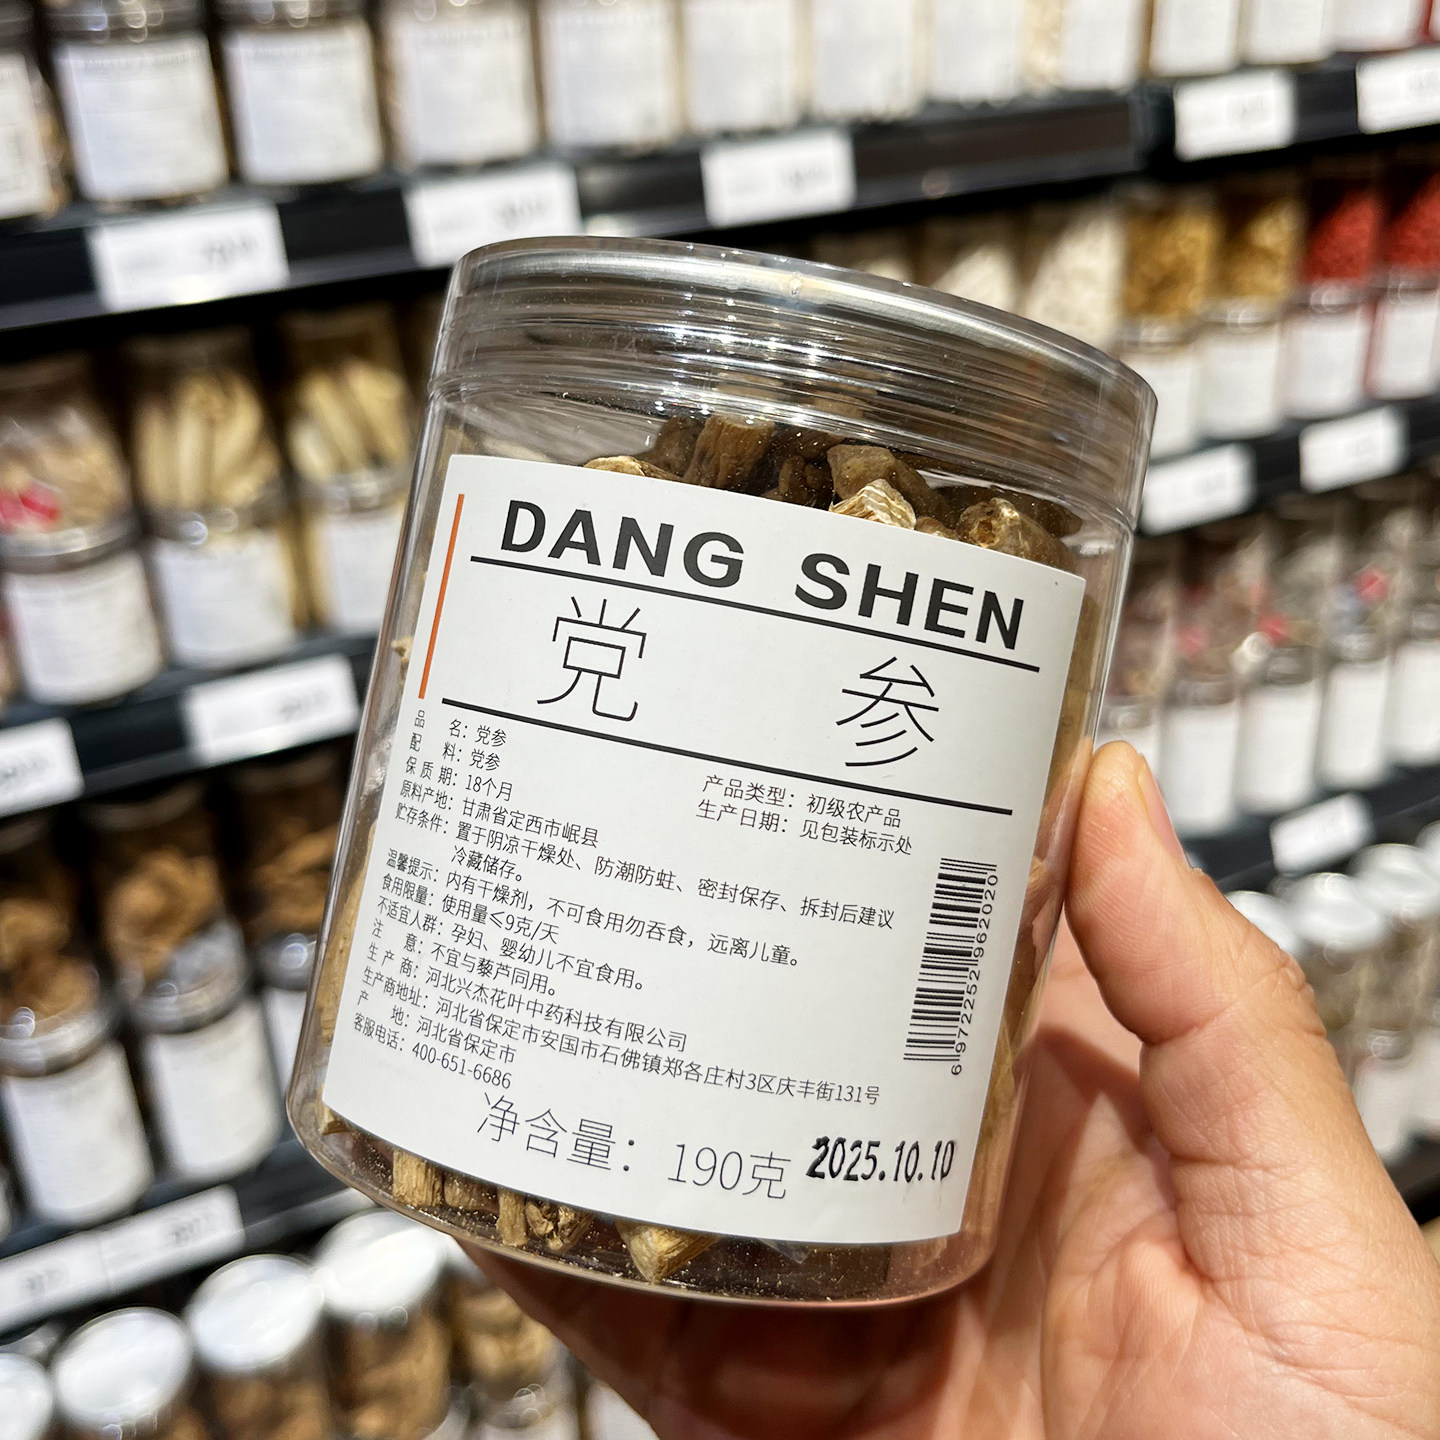 DANG SHEN
党参
品名：党参
配料：党参
产品类型：初级农产品
保质期：18个月
生产日期：见包装标示处
原料产地：甘肃省定西市岷县
贮存条件：置于阴凉干燥处、防潮防蛀、密封保存、拆封后建议
冷藏储存。
温馨提示：内有干燥剂，不可食用勿吞食，远离儿童。
食用限量：使用量≤9克/天
不适宜人群：孕妇、婴幼儿不宜食用。
注意：不宜与藜芦同用。
生产商：河北兴杰花叶中药科技有限公司
生产商地址：河北省保定市安国市石佛镇郑各庄村3区庆丰街131号
产地：河北省保定市
客服电话：400-651-6686
净含量：190克
2025.10.10
6 972252 962020